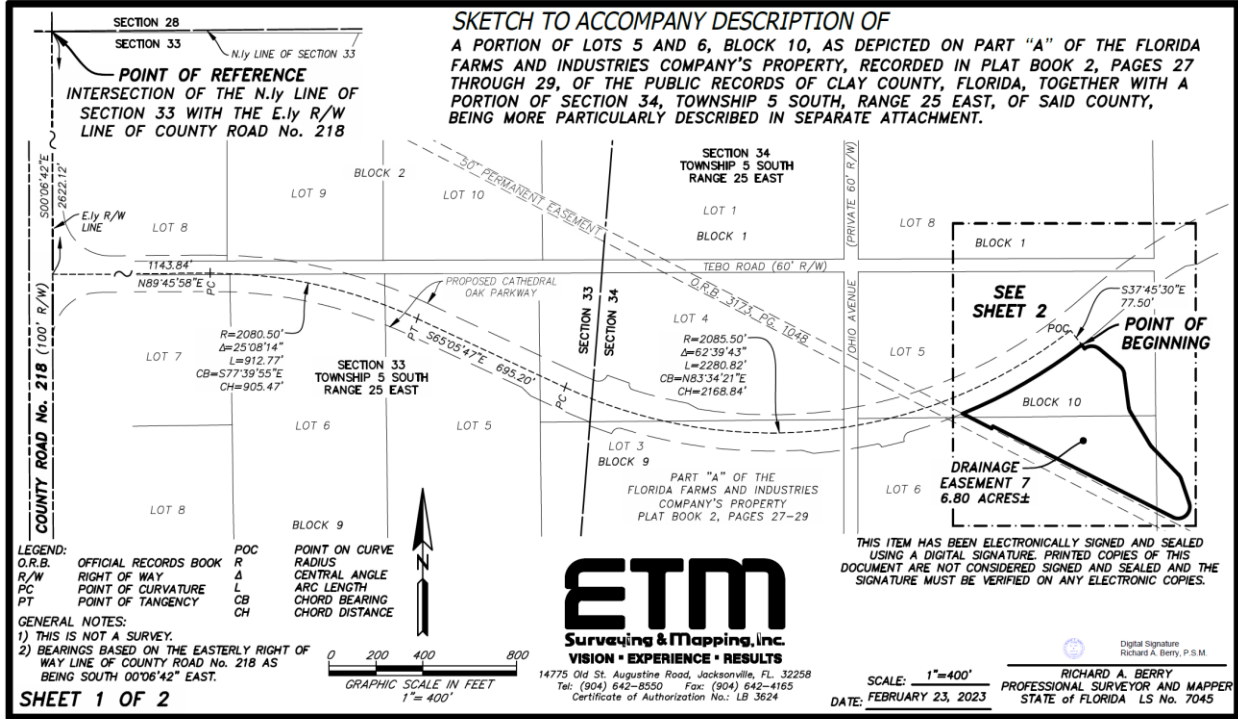 SKETCH TO ACCOMPANY DESCRIPTION OF
A PORTION OF LOTS 5 AND 6, BLOCK 10, AS DEPICTED ON PART "A" OF THE FLORIDA
FARMS AND INDUSTRIES COMPANY'S PROPERTY, RECORDED IN PLAT BOOK 2, PAGES 27
THROUGH 29, OF THE PUBLIC RECORDS OF CLAY COUNTY, FLORIDA, TOGETHER WITH A
PORTION OF SECTION 34, TOWNSHIP 5 SOUTH, RANGE 25 EAST, OF SAID COUNTY,
BEING MORE PARTICULARLY DESCRIBED IN SEPARATE ATTACHMENT.
SECTION 28
SECTION 33
N.ly LINE OF SECTION 33
POINT OF REFERENCE
INTERSECTION OF THE N.ly LINE OF
SECTION 33 WITH THE E.ly R/W
LINE OF COUNTY ROAD No. 218
S00°06'42"E
2622.12'
E.ly R/W
LINE
LOT 8
LOT 9
BLOCK 2
LOT 10
50' PERMANENT EASEMENT
O.R.B. 3173, PG. 1048
SECTION 34
TOWNSHIP 5 SOUTH
RANGE 25 EAST
LOT 1
BLOCK 1
(PRIVATE 60' R/W)
OHIO AVENUE
LOT 8
BLOCK 1
TEBO ROAD (60' R/W)
1143.84'
N89°45'58"E
PC
PROPOSED CATHEDRAL
OAK PARKWAY
R=2080.50'
Δ=25°08'14"
L=912.77'
CB=S77°39'55"E
CH=905.47'
PT
S65°05'47"E 695.20'
PC
SECTION 33
SECTION 34
LOT 4
R=2085.50'
Δ=62°39'43"
L=2280.82'
CB=N83°34'21"E
CH=2168.84'
SEE
SHEET 2
S37°45'30"E
77.50'
POC
POINT OF
BEGINNING
LOT 5
BLOCK 10
LOT 7
SECTION 33
TOWNSHIP 5 SOUTH
RANGE 25 EAST
LOT 6
LOT 5
LOT 3
BLOCK 9
PART "A" OF THE
FLORIDA FARMS AND INDUSTRIES
COMPANY'S PROPERTY
PLAT BOOK 2, PAGES 27-29
LOT 6
DRAINAGE
EASEMENT 7
6.80 ACRES±
COUNTY ROAD No. 218 (100' R/W)
LOT 8
BLOCK 9
N
LEGEND:
O.R.B. OFFICIAL RECORDS BOOK
R/W RIGHT OF WAY
PC POINT OF CURVATURE
PT POINT OF TANGENCY
POC POINT ON CURVE
R RADIUS
Δ CENTRAL ANGLE
L ARC LENGTH
CB CHORD BEARING
CH CHORD DISTANCE
GENERAL NOTES:
1) THIS IS NOT A SURVEY.
2) BEARINGS BASED ON THE EASTERLY RIGHT OF
WAY LINE OF COUNTY ROAD No. 218 AS
BEING SOUTH 00°06'42" EAST.
SHEET 1 OF 2
0 200 400 800
GRAPHIC SCALE IN FEET
1"= 400'
ETM
Surveying & Mapping, Inc.
VISION • EXPERIENCE • RESULTS
14775 Old St. Augustine Road, Jacksonville, FL. 32258
Tel: (904) 642-8550 Fax: (904) 642-4165
Certificate of Authorization No.: LB 3624
THIS ITEM HAS BEEN ELECTRONICALLY SIGNED AND SEALED
USING A DIGITAL SIGNATURE. PRINTED COPIES OF THIS
DOCUMENT ARE NOT CONSIDERED SIGNED AND SEALED AND THE
SIGNATURE MUST BE VERIFIED ON ANY ELECTRONIC COPIES.
Digital Signature
Richard A. Berry, P.S.M.
SCALE: 1"=400'
DATE: FEBRUARY 23, 2023
RICHARD A. BERRY
PROFESSIONAL SURVEYOR AND MAPPER
STATE of FLORIDA LS No. 7045